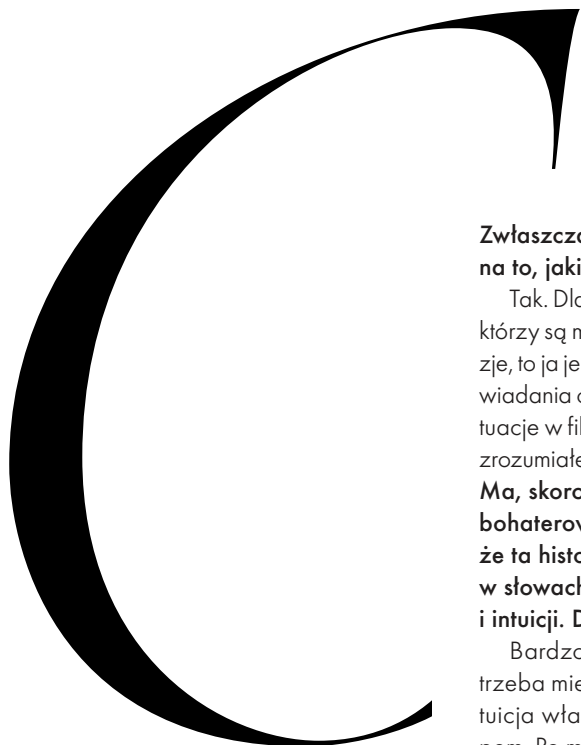 C
Zwłaszcza
na to, jaki
Tak. Dla
którzy są
zje, to ja je
wiadania
tuacje w fil
zrozumiałe
Ma, skoro
bohaterow
że ta histo
w słowach
i intuicji. D
Bardzo
trzeba mie
tuicja wła